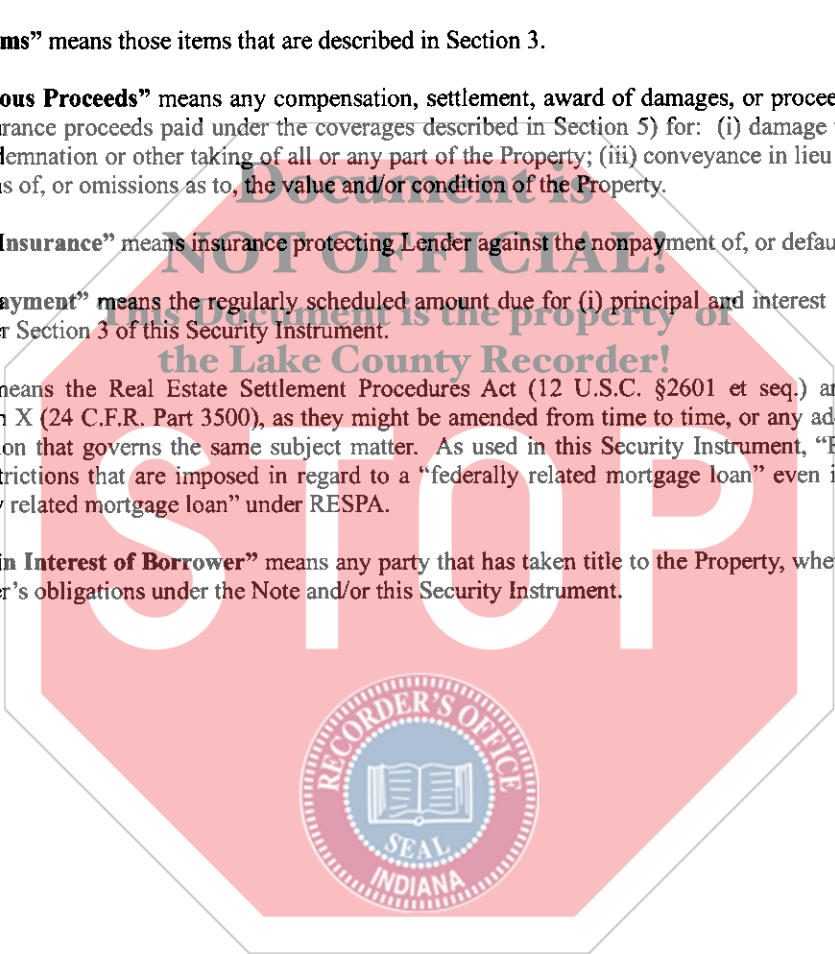 ms” means those items that are described in Section 3.
ous Proceeds” means any compensation, settlement, award of damages, or procee
rance proceeds paid under the coverages described in Section 5) for: (i) damage
demnation or other taking of all or any part of the Property; (iii) conveyance in lieu
s of, or omissions as to, the value and/or condition of the Property.
Document is
Insurance” means insurance protecting Lender against the nonpayment of, or defau
NOT OFFICIAL!
ayment” means the regularly scheduled amount due for (i) principal and interest
This Document is the property of
r Section 3 of this Security Instrument.
the Lake County Recorder!
means the Real Estate Settlement Procedures Act (12 U.S.C. §2601 et seq.) a
n X (24 C.F.R. Part 3500), as they might be amended from time to time, or any ad
on that governs the same subject matter. As used in this Security Instrument, “
trictions that are imposed in regard to a “federally related mortgage loan” even i
y related mortgage loan” under RESPA.
in Interest of Borrower” means any party that has taken title to the Property, whe
r’s obligations under the Note and/or this Security Instrument.
STOP
RECORDER'S OFFICE
SEAL
INDIANA